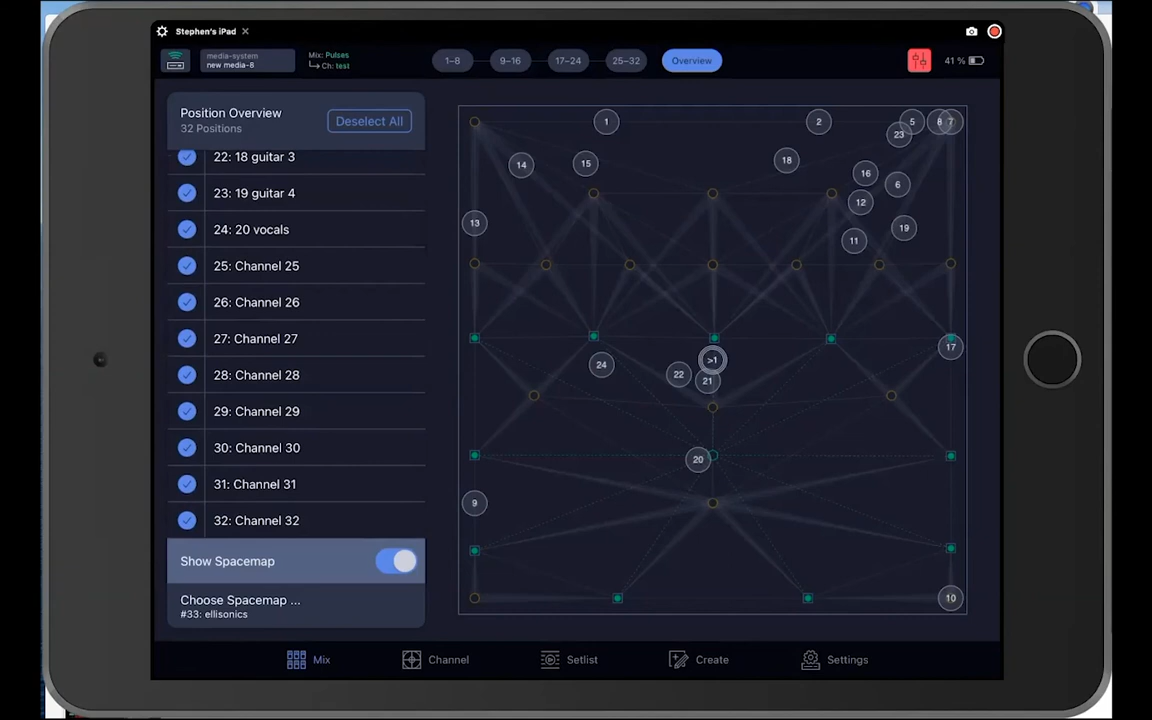 Stephen's iPad ×
media-system
new media-8
Mix: Pulses
Ch: test
1–8
9–16
17–24
25–32
Overview
41 %
Position Overview
32 Positions
Deselect All
22: 18 guitar 3
23: 19 guitar 4
24: 20 vocals
25: Channel 25
26: Channel 26
27: Channel 27
28: Channel 28
29: Channel 29
30: Channel 30
31: Channel 31
32: Channel 32
Show Spacemap
Choose Spacemap ...
#33: ellisonics
1
2
5
8
7
23
14
15
18
16
6
12
13
19
11
17
24
>1
22
21
20
9
10
Mix
Channel
Setlist
Create
Settings